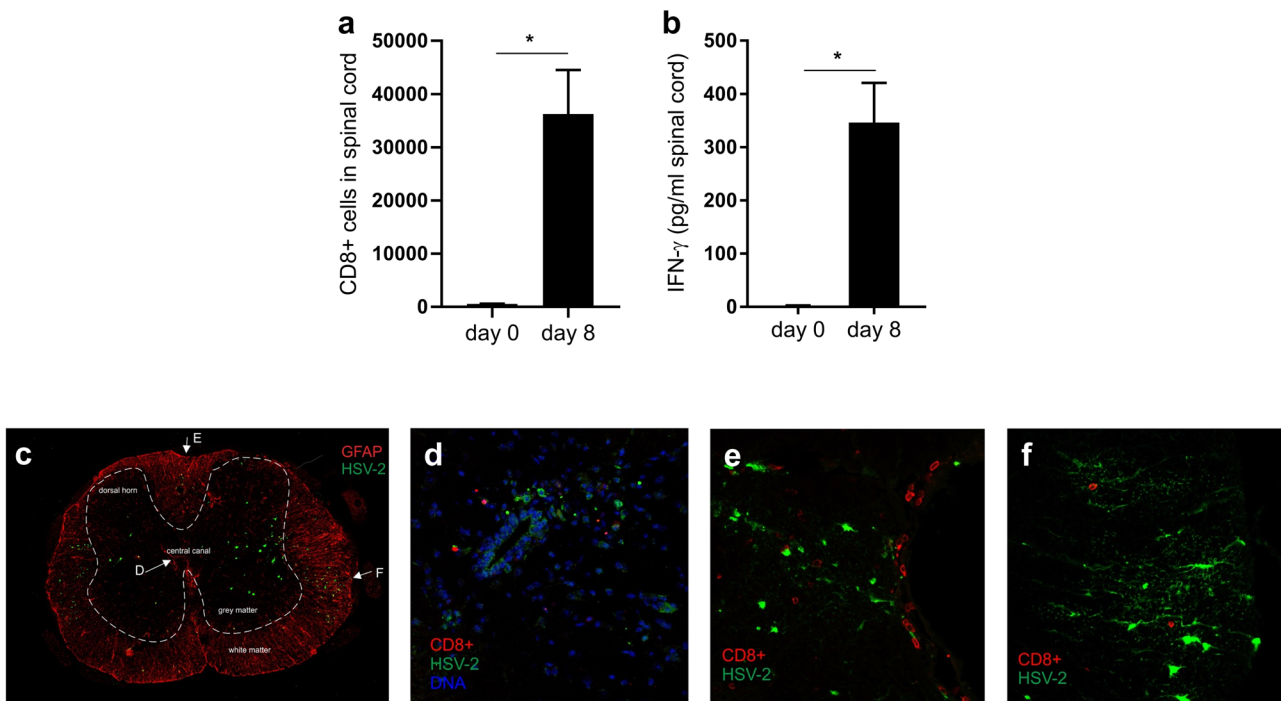 a
CD8+ cells in spinal cord
50000
40000
30000
20000
10000
0
*
day 0
day 8
b
IFN-γ (pg/ml spinal cord)
500
400
300
200
100
0
*
day 0
day 8
c
E
GFAP
HSV-2
dorsal horn
central canal
D
F
grey matter
white matter
d
CD8+
HSV-2
DNA
e
CD8+
HSV-2
f
CD8+
HSV-2